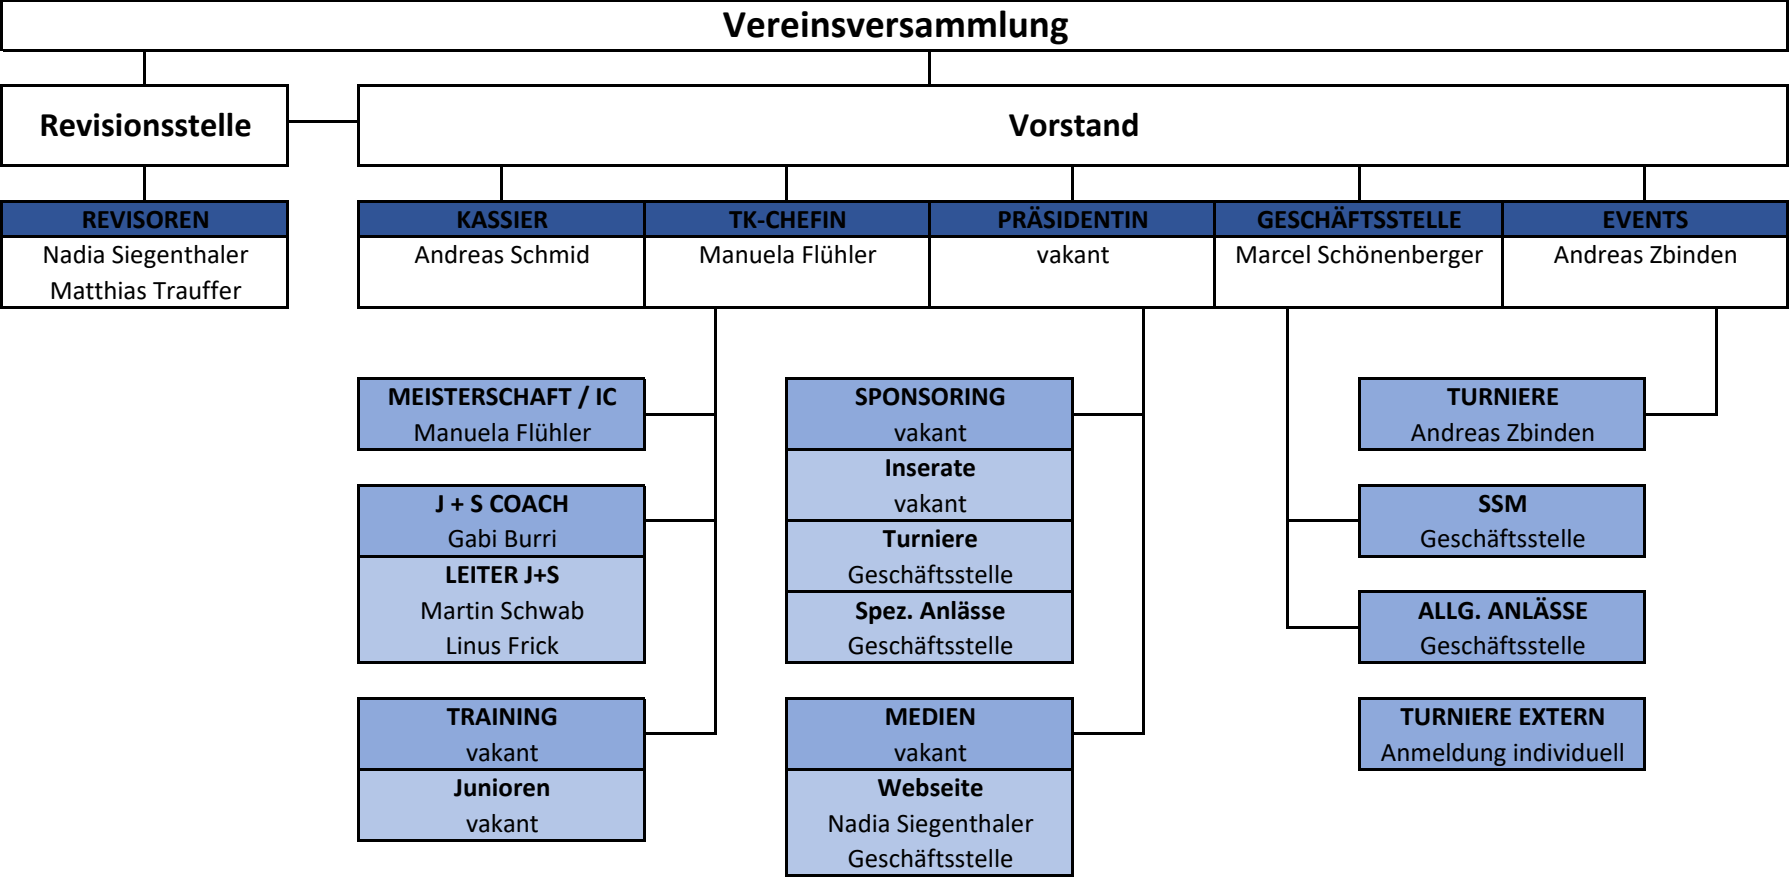 Vereinsversammlung
Revisionsstelle
Vorstand
REVISOREN
Nadia Siegenthaler
Matthias Trauffer
KASSIER
Andreas Schmid
TK-CHEFIN
Manuela Flühler
PRÄSIDENTIN
vakant
GESCHÄFTSSTELLE
Marcel Schönenberger
EVENTS
Andreas Zbinden
MEISTERSCHAFT / IC
Manuela Flühler
J + S COACH
Gabi Burri
LEITER J+S
Martin Schwab
Linus Frick
TRAINING
vakant
Junioren
vakant
SPONSORING
vakant
Inserate
vakant
Turniere
Geschäftsstelle
Spez. Anlässe
Geschäftsstelle
MEDIEN
vakant
Webseite
Nadia Siegenthaler
Geschäftsstelle
TURNIERE
Andreas Zbinden
SSM
Geschäftsstelle
ALLG. ANLÄSSE
Geschäftsstelle
TURNIERE EXTERN
Anmeldung individuell